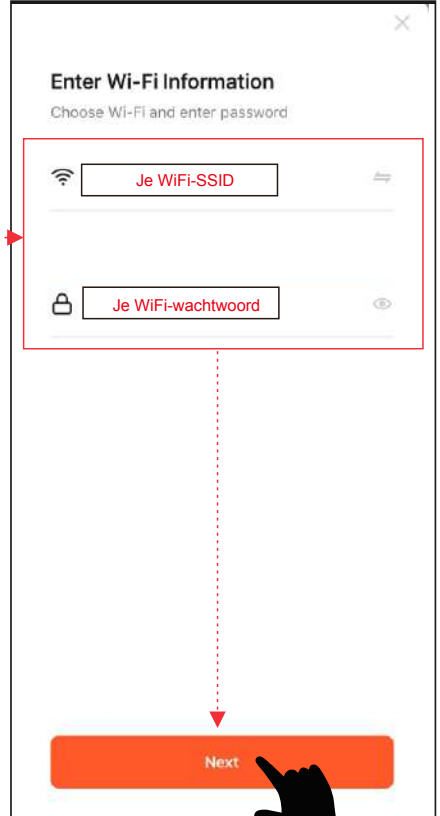 Enter Wi-Fi Information
Choose Wi-Fi and enter password
Je WiFi-SSID
Je WiFi-wachtwoord
Next